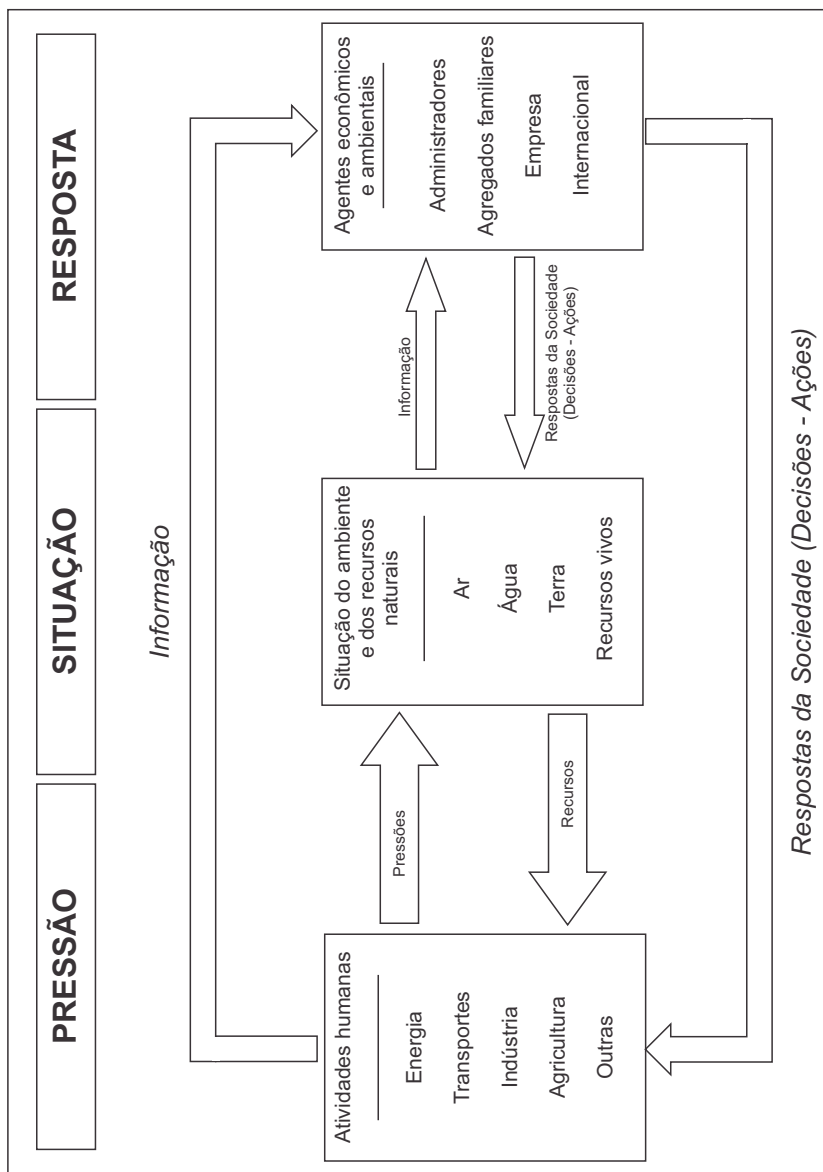 PRESSÃO
SITUAÇÃO
RESPOSTA
Informação
Atividades humanas
Energia
Transportes
Indústria
Agricultura
Outras
Pressões
Recursos
Situação do ambiente
e dos recursos
naturais
Ar
Água
Terra
Recursos vivos
Informação
Respostas da Sociedade
(Decisões - Ações)
Agentes econômicos
e ambientais
Administradores
Agregados familiares
Empresa
Internacional
Respostas da Sociedade (Decisões - Ações)